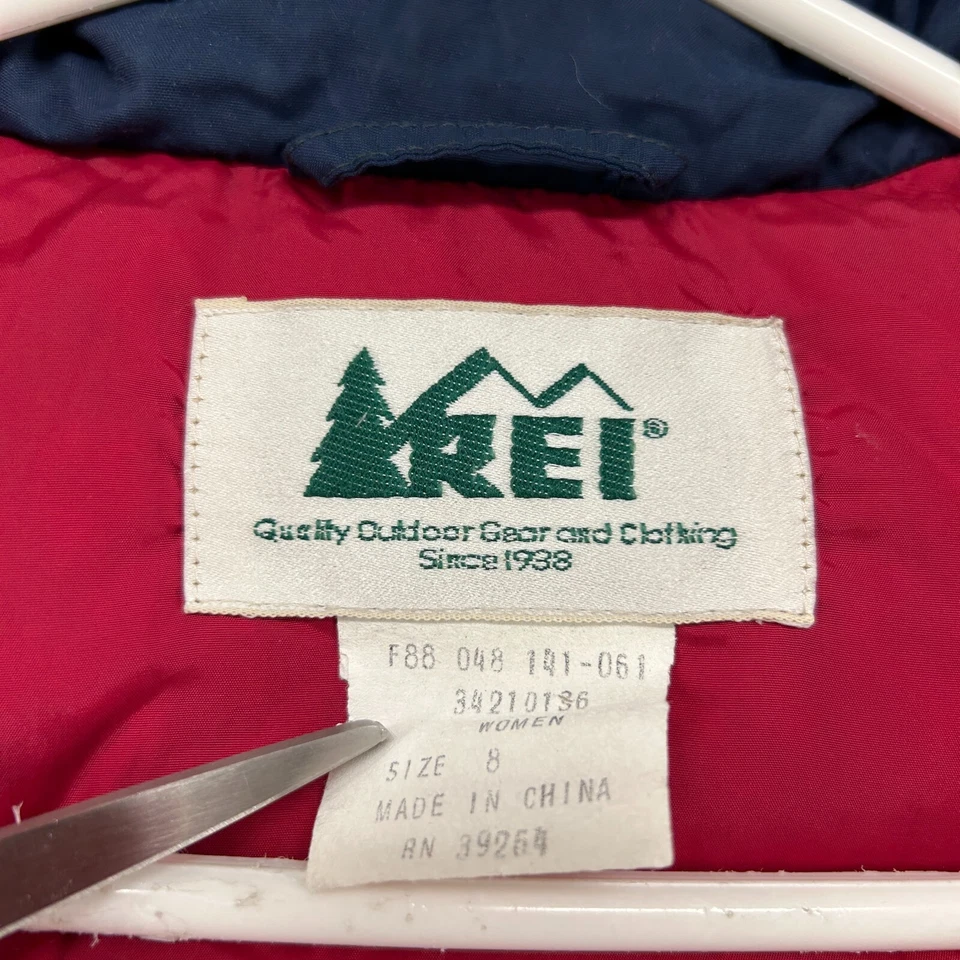 REI®
Quality Outdoor Gear and Clothing
Since 1938
F88 048 141-061
34210136
WOMEN
SIZE 8
MADE IN CHINA
RN 39264